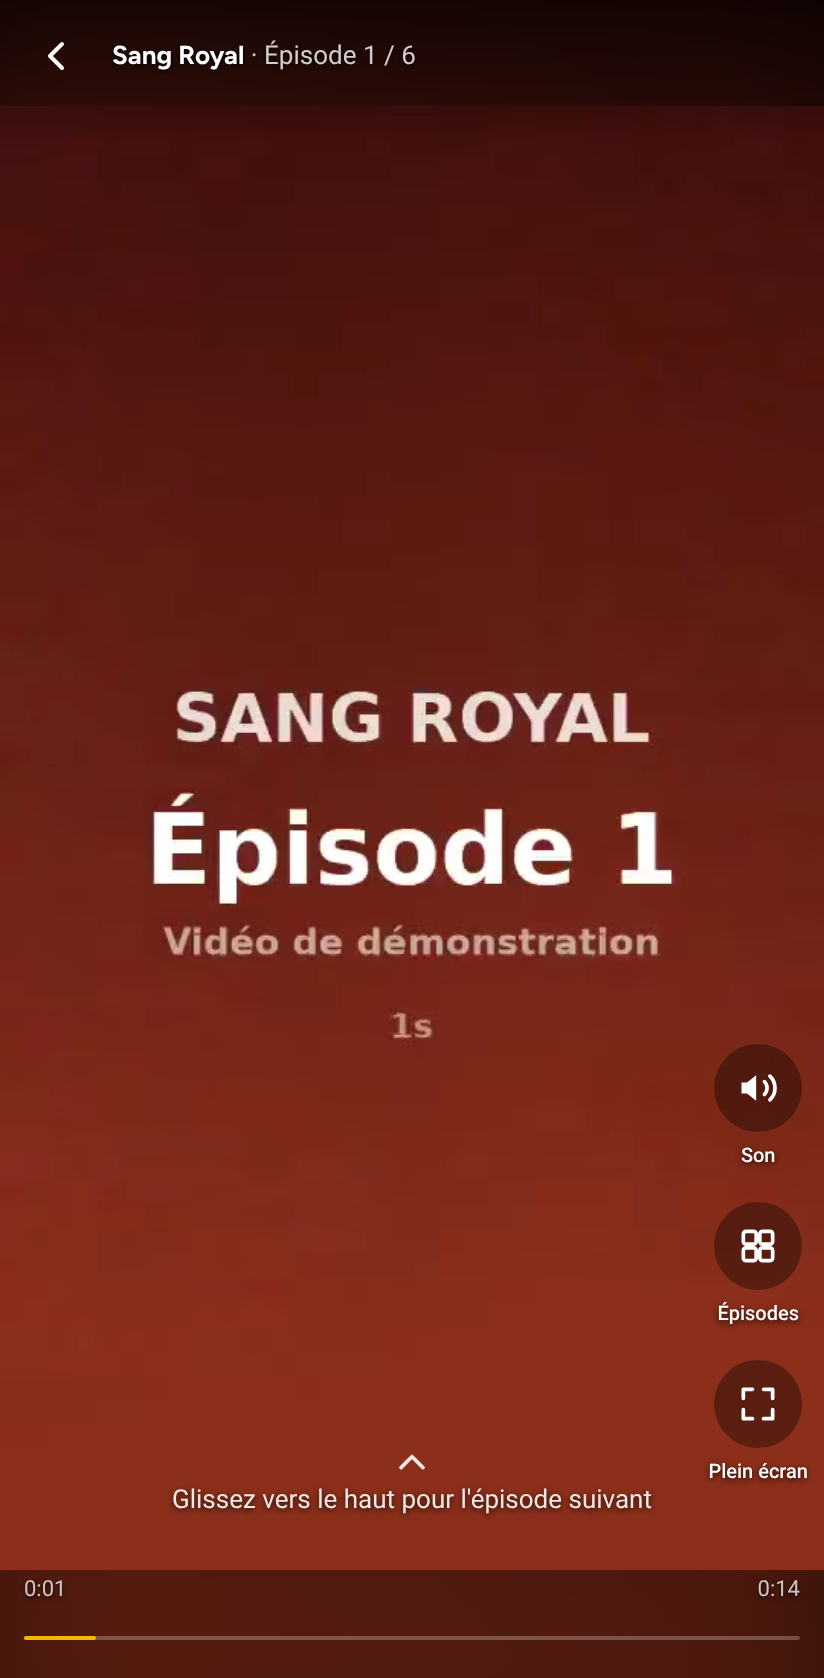 Sang Royal · Épisode 1 / 6
SANG ROYAL
Épisode 1
Vidéo de démonstration
1s
Son
Épisodes
Plein écran
Glissez vers le haut pour l'épisode suivant
0:01
0:14